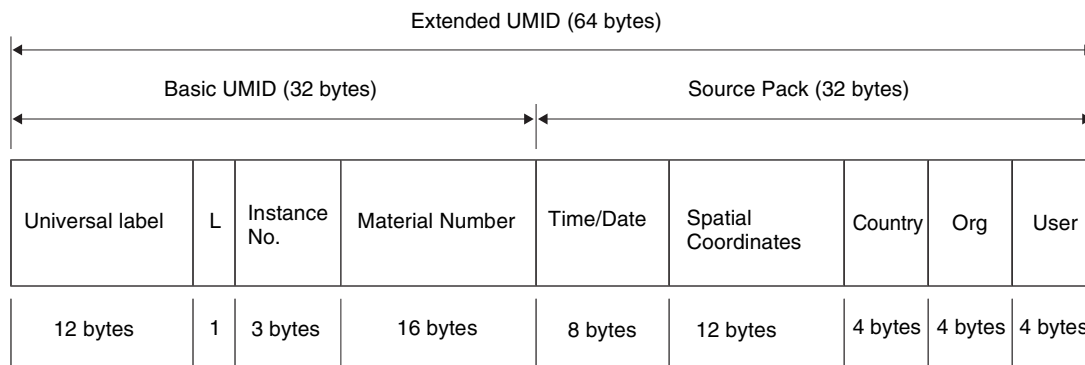 Extended UMID (64 bytes)
Basic UMID (32 bytes) Source Pack (32 bytes)
Universal label L Instance No. Material Number Time/Date Spatial Coordinates Country Org User
12 bytes 1 3 bytes 16 bytes 8 bytes 12 bytes 4 bytes 4 bytes 4 bytes